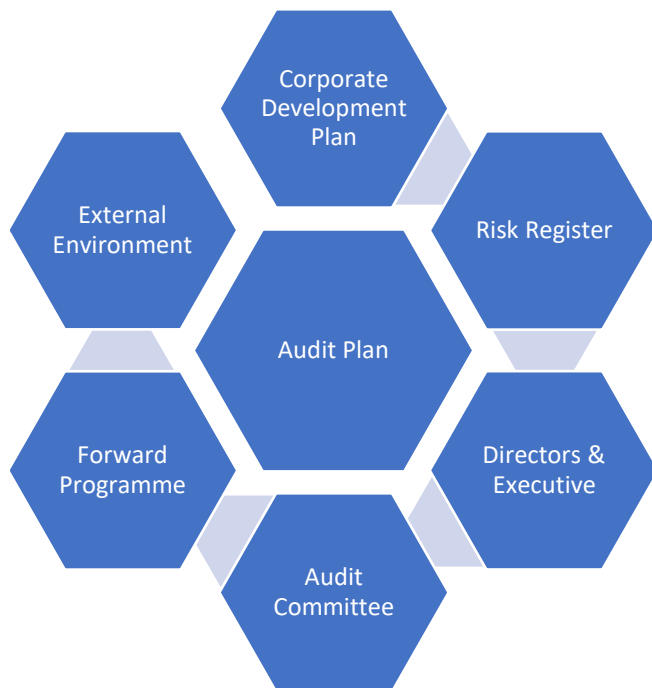 Corporate
Development
Plan
External
Environment
Risk Register
Audit Plan
Forward
Programme
Directors &
Executive
Audit
Committee